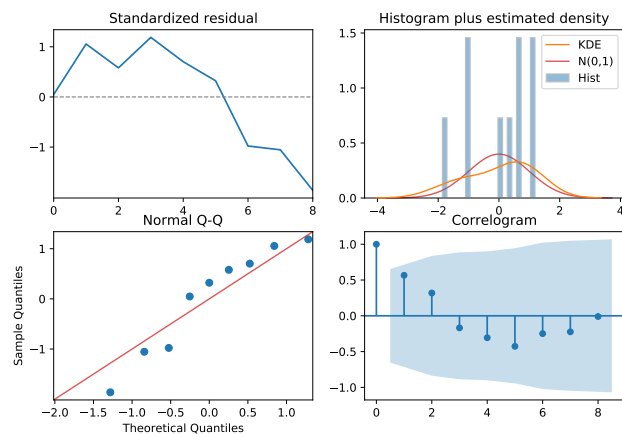 Standardized residual
1
0
−1
0 2 4 6 8
Histogram plus estimated density
1.5
1.0
0.5
0.0
KDE
N(0,1)
Hist
−4 −2 0 2 4
Normal Q-Q
Sample Quantiles
1
0
−1
−2.0 −1.5 −1.0 −0.5 0.0 0.5 1.0
Theoretical Quantiles
Correlogram
1.0
0.5
0.0
−0.5
−1.0
0 2 4 6 8